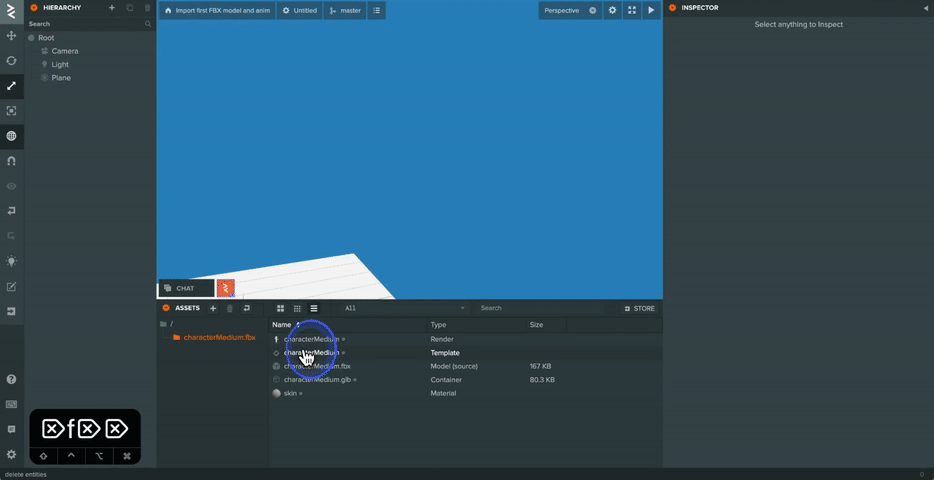 HIERARCHY
Search
Root
Camera
Light
Plane
Import first FBX model and anim
Untitled
master
Perspective
INSPECTOR
Select anything to Inspect
CHAT
ASSETS
All
Search
STORE
/
characterMedium.fbx
Name
Type
Size
characterMedium
Render
characterMedium
Template
characterMedium.fbx
Model (source)
167 KB
characterMedium.glb
Container
80.3 KB
skin
Material
f
delete entities
0